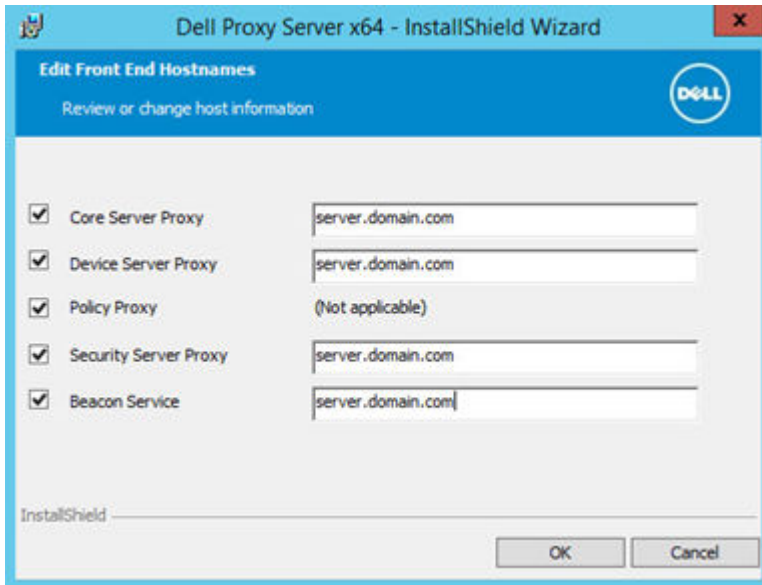 Dell Proxy Server x64 - InstallShield Wizard
x
Edit Front End Hostnames
Review or change host information
DELL
Core Server Proxy server.domain.com
Device Server Proxy server.domain.com
Policy Proxy (Not applicable)
Security Server Proxy server.domain.com
Beacon Service server.domain.com
InstallShield
OK Cancel